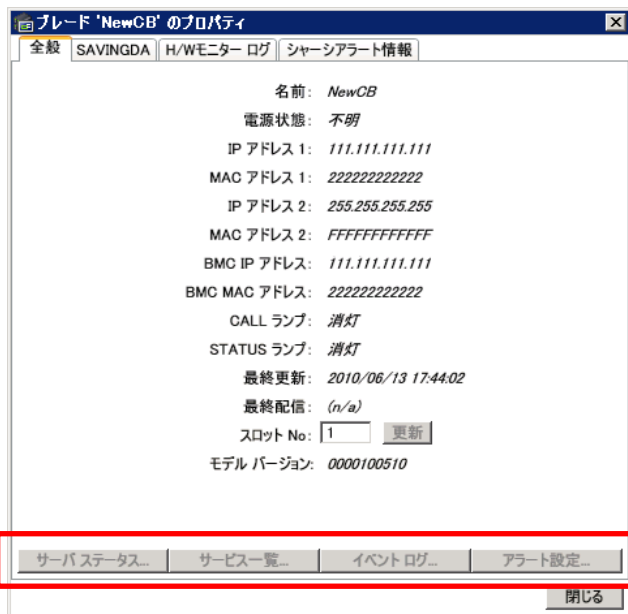 ブレード 'NewCB' のプロパティ
全般 SAVINGDA H/Wモニター ログ シャーシアラート情報
名前: NewCB
電源状態: 不明
IP アドレス 1: 111.111.111.111
MAC アドレス 1: 222222222222
IP アドレス 2: 255.255.255.255
MAC アドレス 2: FFFFFFFFFFFF
BMC IP アドレス: 111.111.111.111
BMC MAC アドレス: 222222222222
CALL ランプ: 消灯
STATUS ランプ: 消灯
最終更新: 2010/06/13 17:44:02
最終配信: (n/a)
スロット No: 1 更新
モデル バージョン: 0000100510
サーバ ステータス... サービス一覧... イベント ログ... アラート設定...
閉じる